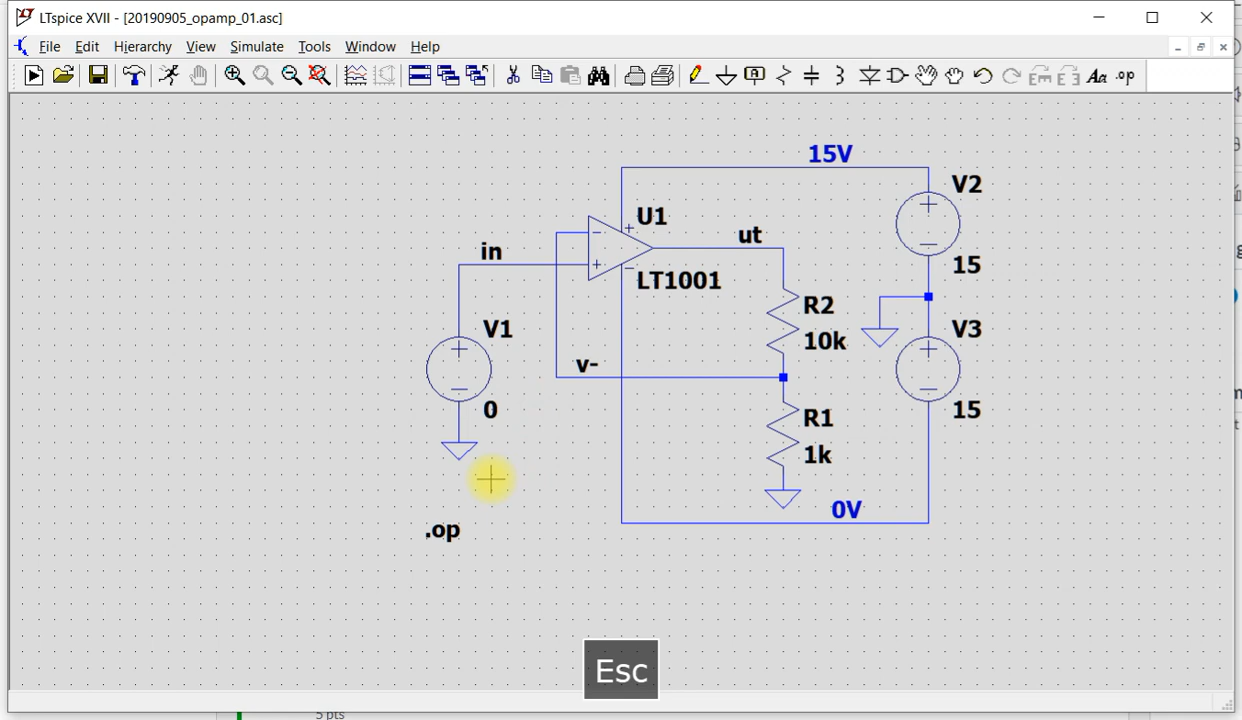 LTspice XVII - [20190905_opamp_01.asc]
File Edit Hierarchy View Simulate Tools Window Help
.op
15V
V2
U1
ut
in
15
LT1001
R2
V1
V3
10k
v-
0
15
R1
1k
0V
.op
Esc
5 pts